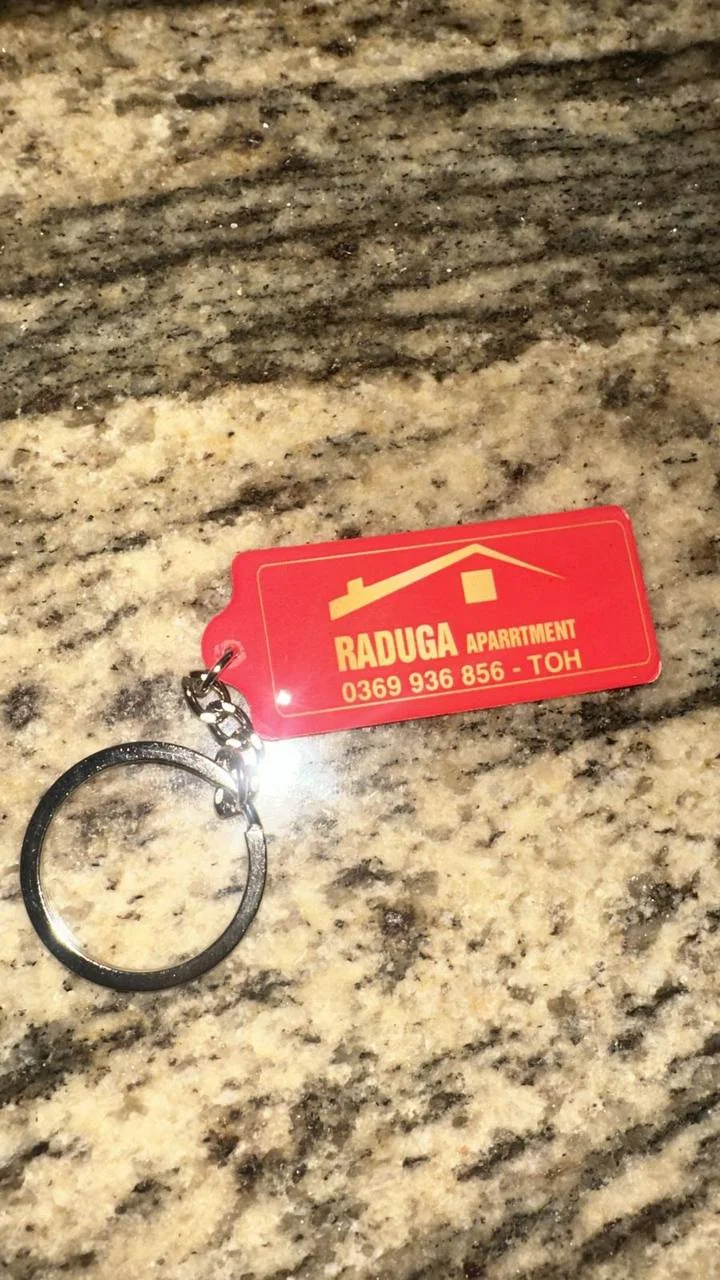 RADUGA APARRTMENT
0369 936 856 - TOH